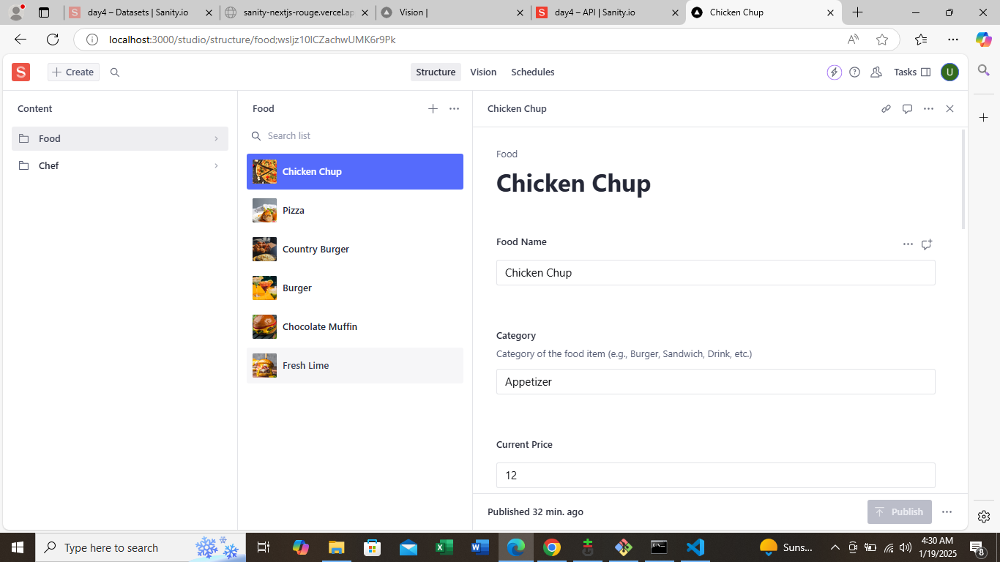 day4 – Datasets | Sanity.io
sanity-nextjs-rouge.vercel.ap
Vision |
day4 – API | Sanity.io
Chicken Chup
localhost:3000/studio/structure/food;wsljz10lCZachwUMK6r9Pk
S
Create
Structure
Vision
Schedules
Tasks
U
Content
Food
Chef
Food
Search list
Chicken Chup
Pizza
Country Burger
Burger
Chocolate Muffin
Fresh Lime
Chicken Chup
Food
Chicken Chup
Food Name
Chicken Chup
Category
Category of the food item (e.g., Burger, Sandwich, Drink, etc.)
Appetizer
Current Price
12
Published 32 min. ago
Publish
Type here to search
Suns...
4:30 AM
1/19/2025
8